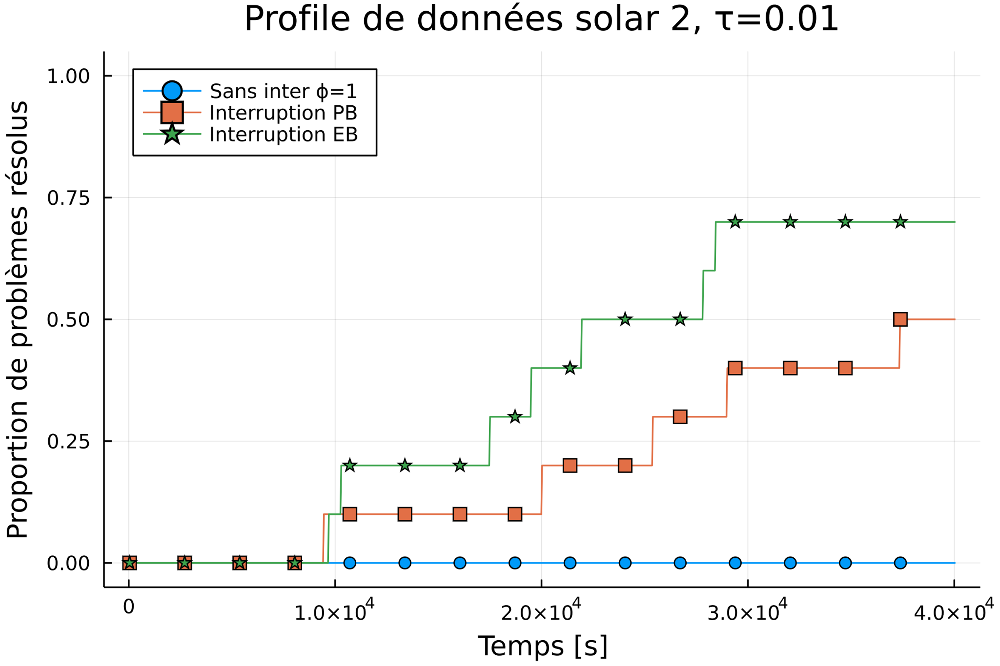 Profile de données solar 2, τ=0.01
Proportion de problèmes résolus
1.00
0.75
0.50
0.25
0.00
Sans inter ϕ=1
Interruption PB
Interruption EB
0
1.0×10⁴
2.0×10⁴
3.0×10⁴
4.0×10⁴
Temps [s]